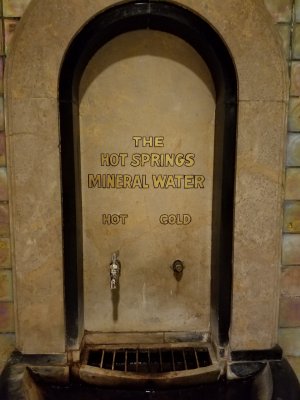 THE
HOT SPRINGS
MINERAL WATER
HOT COLD